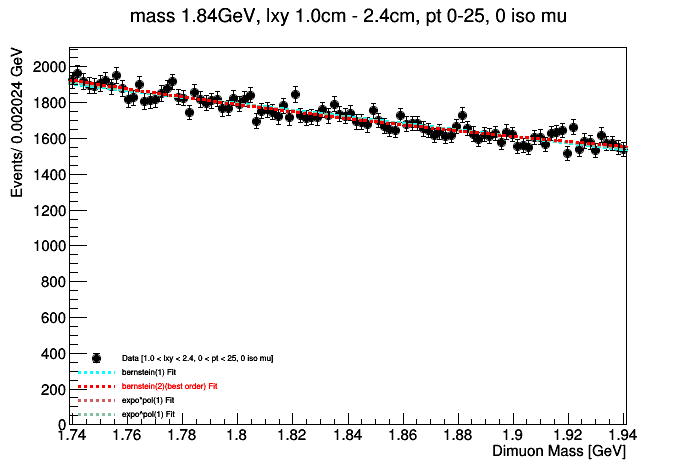 mass 1.84GeV, lxy 1.0cm - 2.4cm, pt 0-25, 0 iso mu
Events/ 0.002024 GeV
2000
1800
1600
1400
1200
1000
800
600
400
200
0
Data [1.0 < lxy < 2.4, 0 < pt < 25, 0 iso mu]
bernstein(1) Fit
bernstein(2)(best order) Fit
expo*pol(1) Fit
expo^pol(1) Fit
1.74 1.76 1.78 1.8 1.82 1.84 1.86 1.88 1.9 1.92 1.94
Dimuon Mass [GeV]